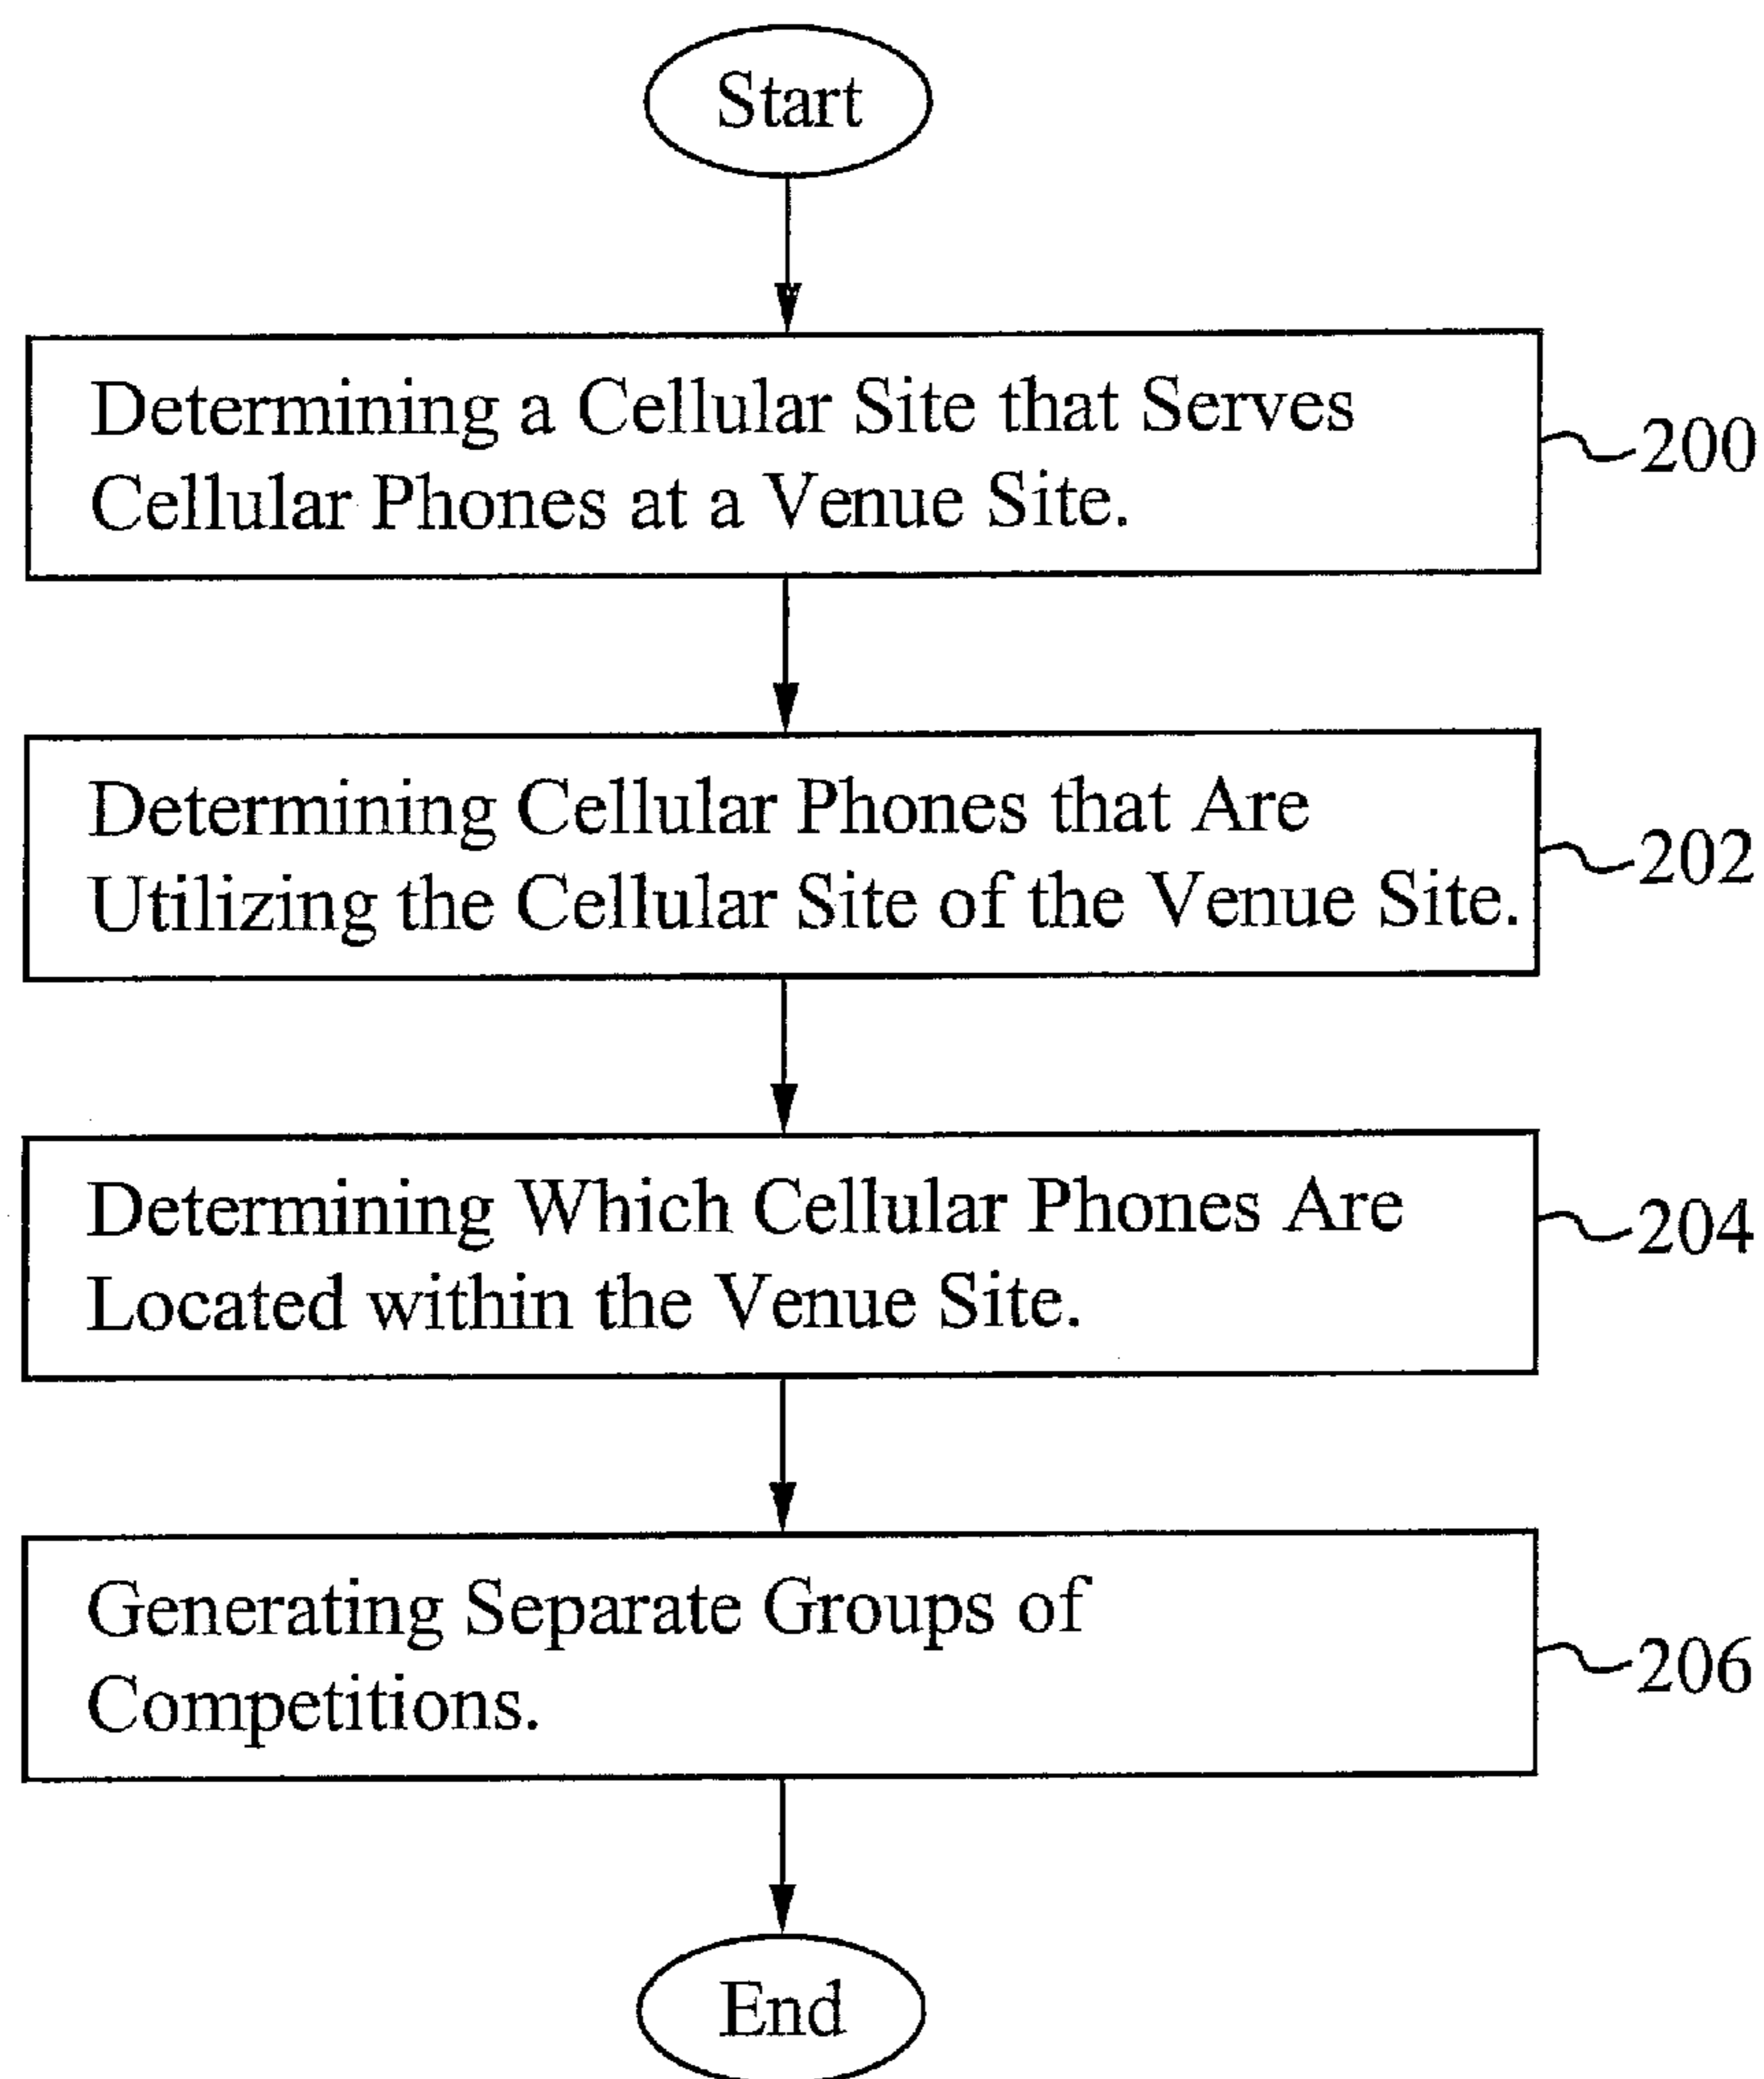 Start
Determining a Cellular Site that Serves
Cellular Phones at a Venue Site.
200
Determining Cellular Phones that Are
Utilizing the Cellular Site of the Venue Site.
202
Determining Which Cellular Phones Are
Located within the Venue Site.
204
Generating Separate Groups of
Competitions.
206
End